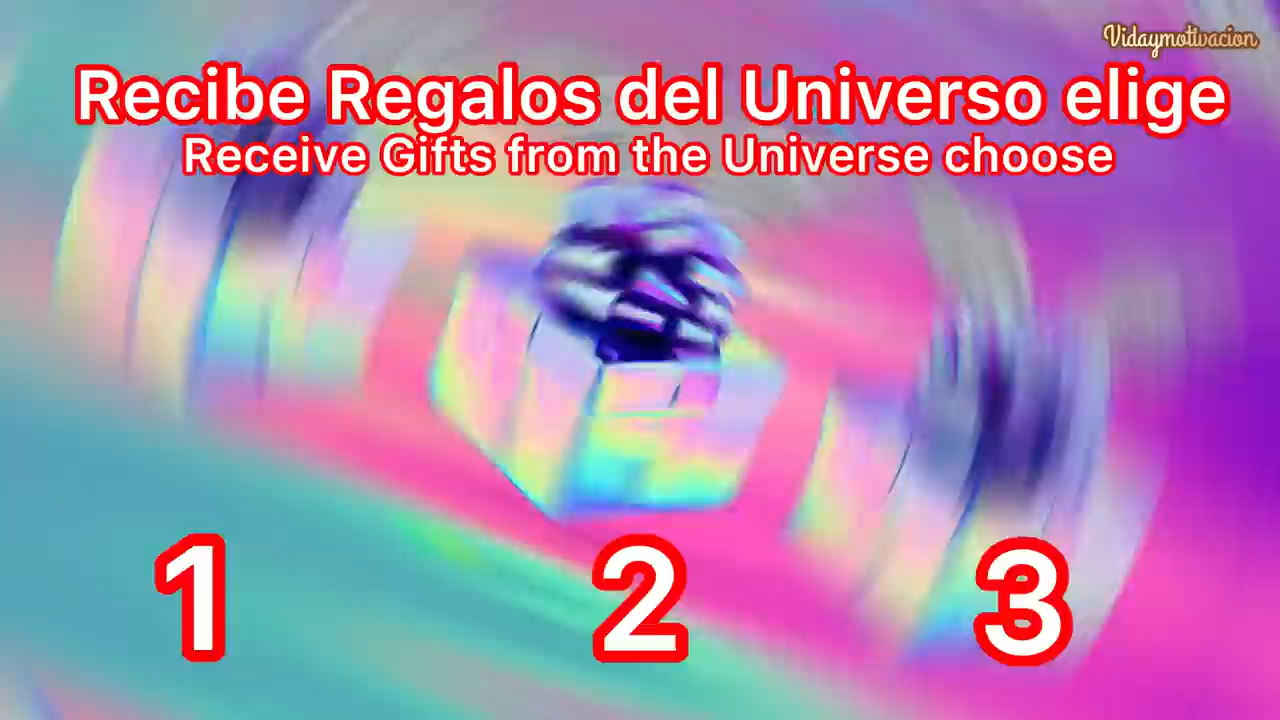 Vidaymotivacion
Recibe Regalos del Universo elige
Receive Gifts from the Universe choose
1 2 3